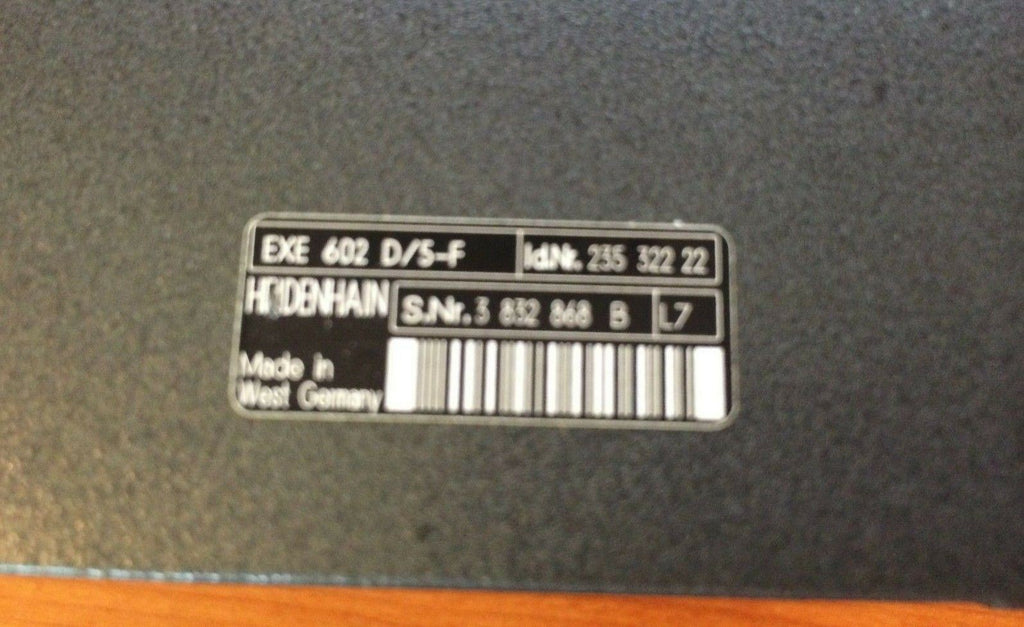 EXE 602 D/5-F Id.Nr. 235 322 22
HEIDENHAIN S.Nr. 3 832 868 B L7
Made in
West Germany